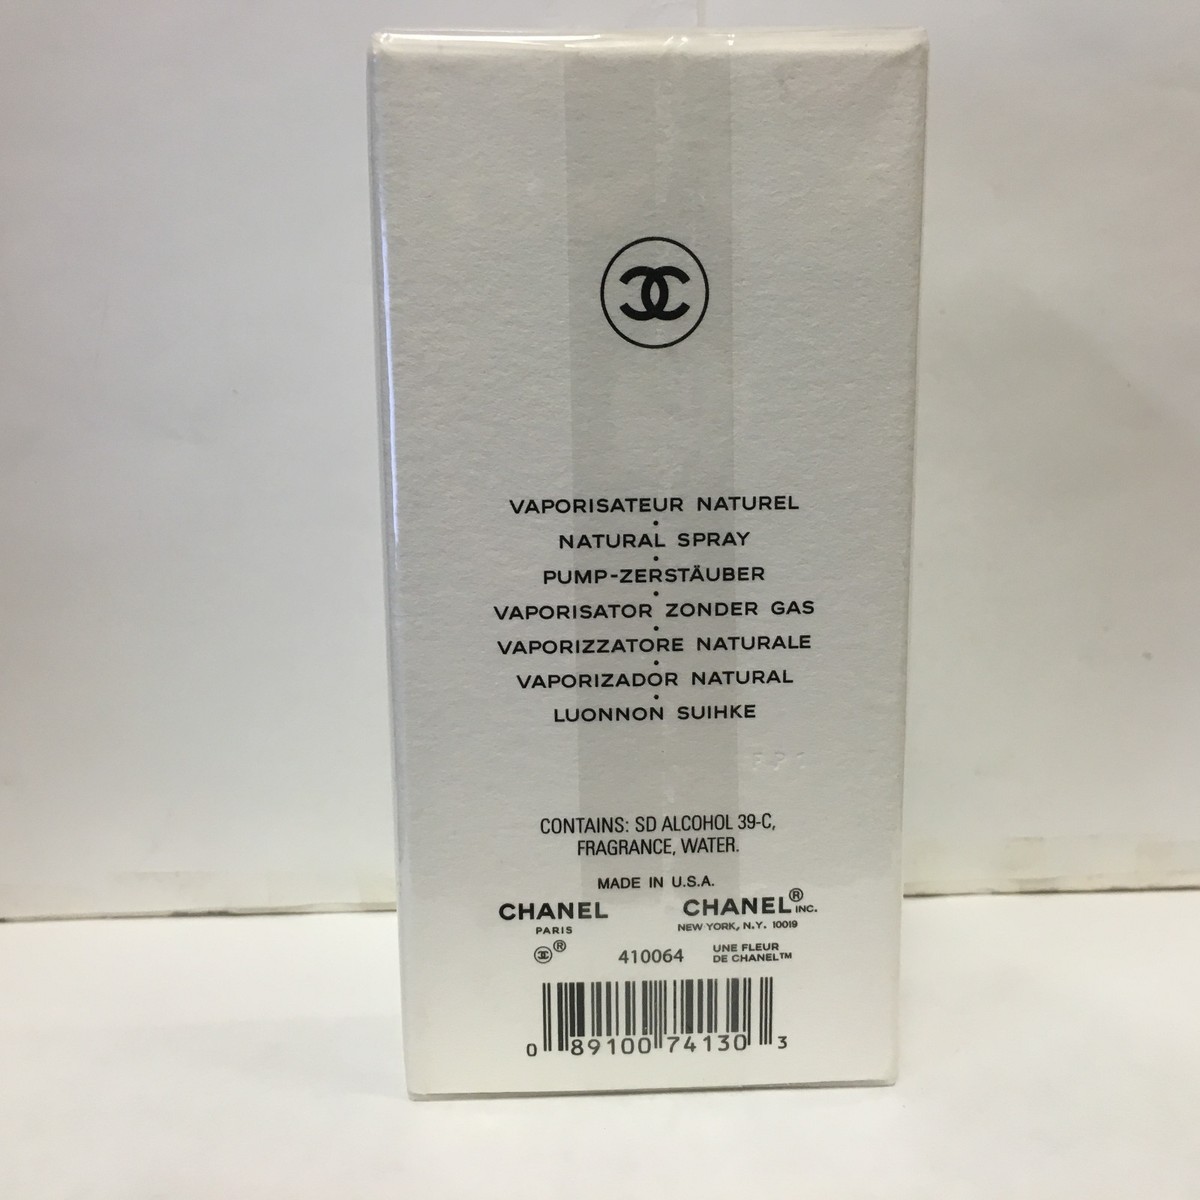 VAPORISATEUR NATUREL
•
NATURAL SPRAY
•
PUMP-ZERSTÄUBER
•
VAPORISATOR ZONDER GAS
•
VAPORIZZATORE NATURALE
•
VAPORIZADOR NATURAL
•
LUONNON SUIHKE
CONTAINS: SD ALCOHOL 39-C,
FRAGRANCE, WATER.
MADE IN U.S.A.
CHANEL
PARIS
®
CHANEL® INC.
NEW YORK, N.Y. 10019
410064
UNE FLEUR
DE CHANEL™
0 89100 74130 3